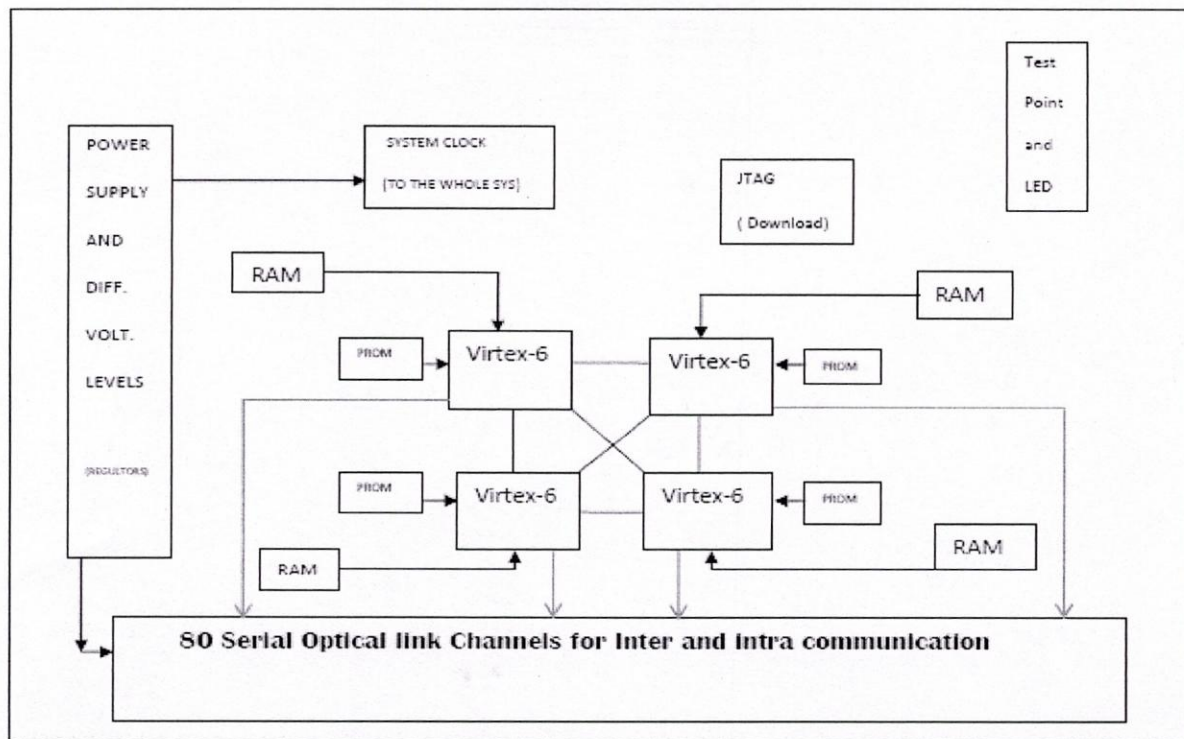 Test
Point
and
LED
POWER
SUPPLY
AND
DIFF.
VOLT.
LEVELS
(REGULTORS)
SYSTEM CLOCK
(TO THE WHOLE SYS)
JTAG
( Download)
RAM
RAM
PROM
Virtex-6
Virtex-6
PROM
PROM
Virtex-6
Virtex-6
PROM
RAM
RAM
80 Serial Optical link Channels for Inter and intra communication